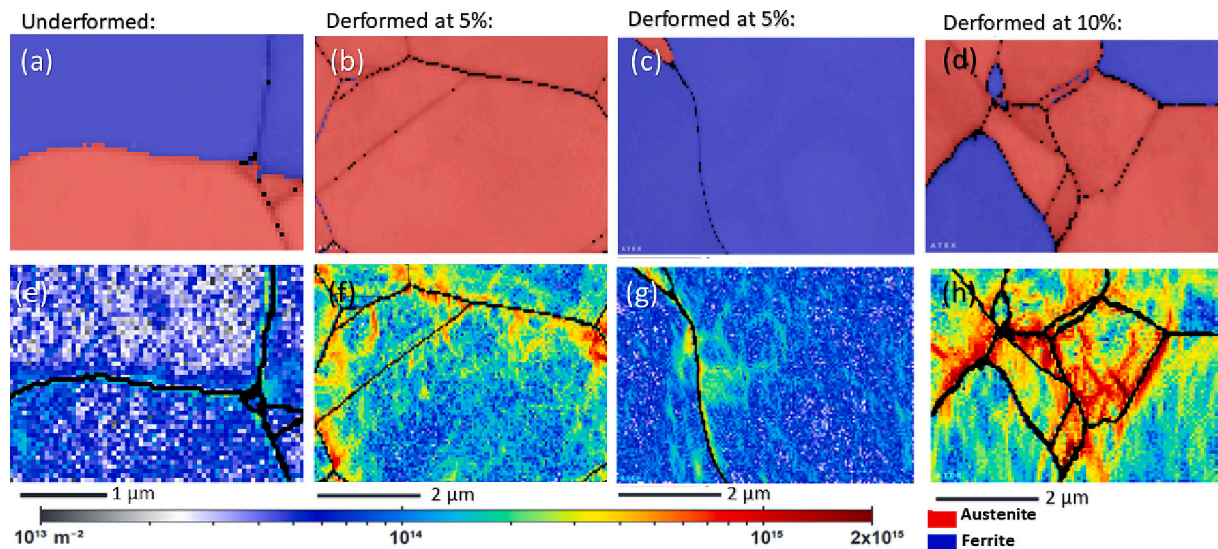 Underformed:
Derformed at 5%:
Derformed at 5%:
Derformed at 10%:
(a)
(b)
(c)
(d)
ATEX
ATEX
(e)
(f)
(g)
(h)
ATEX
1 µm
2 µm
2 µm
2 µm
10¹³ m⁻²
10¹⁴
10¹⁵
2x10¹⁵
Austenite
Ferrite